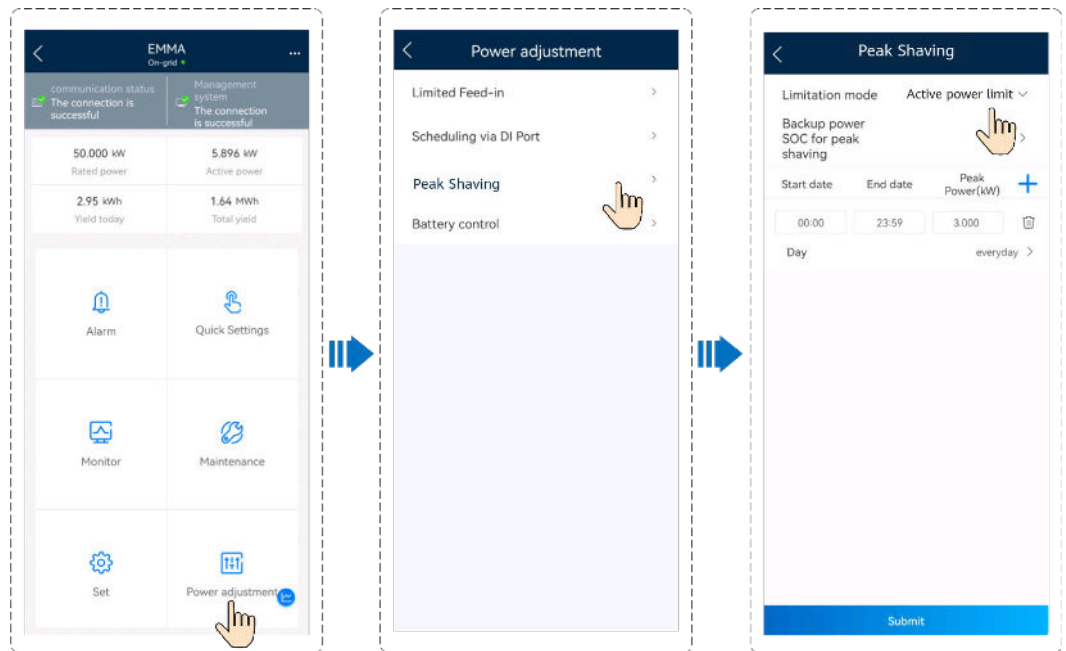 EMMA
On-grid
...
communication status
The connection is
successful
Management
system
The connection
is successful
50.000 kW
Rated power
5.896 kW
Active power
2.95 kWh
Yield today
1.64 MWh
Total yield
Alarm
Quick Settings
Monitor
Maintenance
Set
Power adjustment
Power adjustment
Limited Feed-in
Scheduling via DI Port
Peak Shaving
Battery control
Peak Shaving
Limitation mode Active power limit
Backup power
SOC for peak
shaving
Start date End date Peak
Power(kW)
00:00 23:59 3.000
Day everyday
Submit